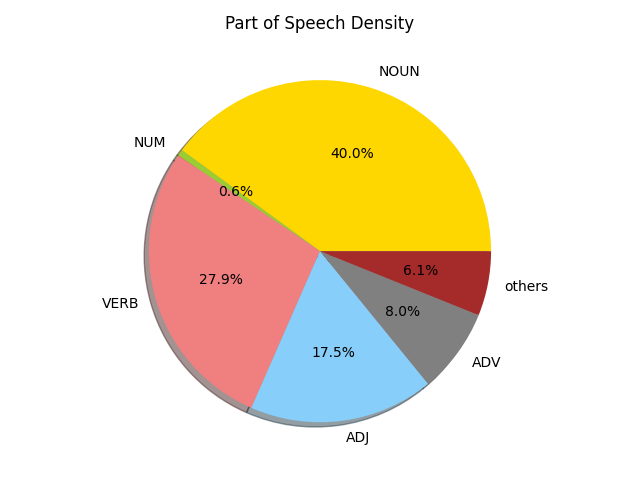 Part of Speech Density
NOUN
40.0%
NUM
0.6%
VERB
27.9%
ADJ
17.5%
ADV
8.0%
others
6.1%